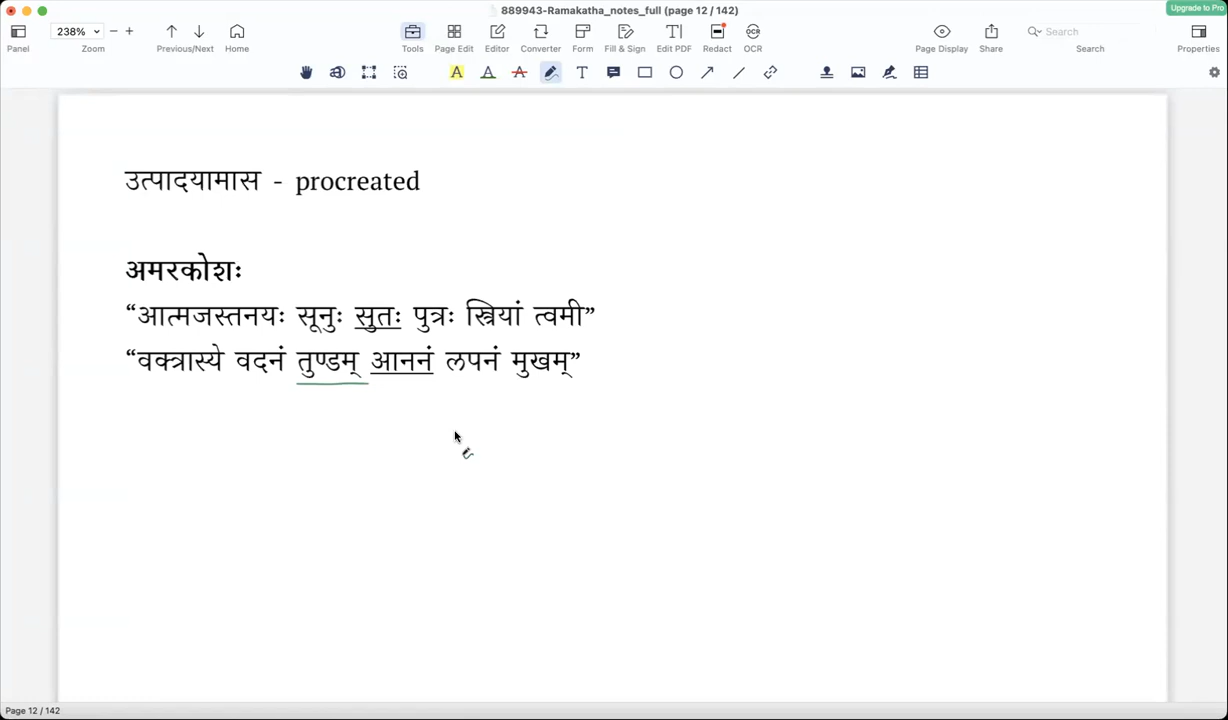 889943-Ramakatha_notes_full (page 12 / 142)
Upgrade to Pro
238%
Search
Panel Zoom Previous/Next Home Tools Page Edit Editor Converter Form Fill & Sign Edit PDF Redact OCR Page Display Share Search Properties
उत्पादयामास - procreated
अमरकोशः
“आत्मजस्तनयः सूनुः सुतः पुत्रः स्त्रियां त्वमी”
“वक्त्रास्ये वदनं तुण्डम् आननं लपनं मुखम्”
Page 12 / 142